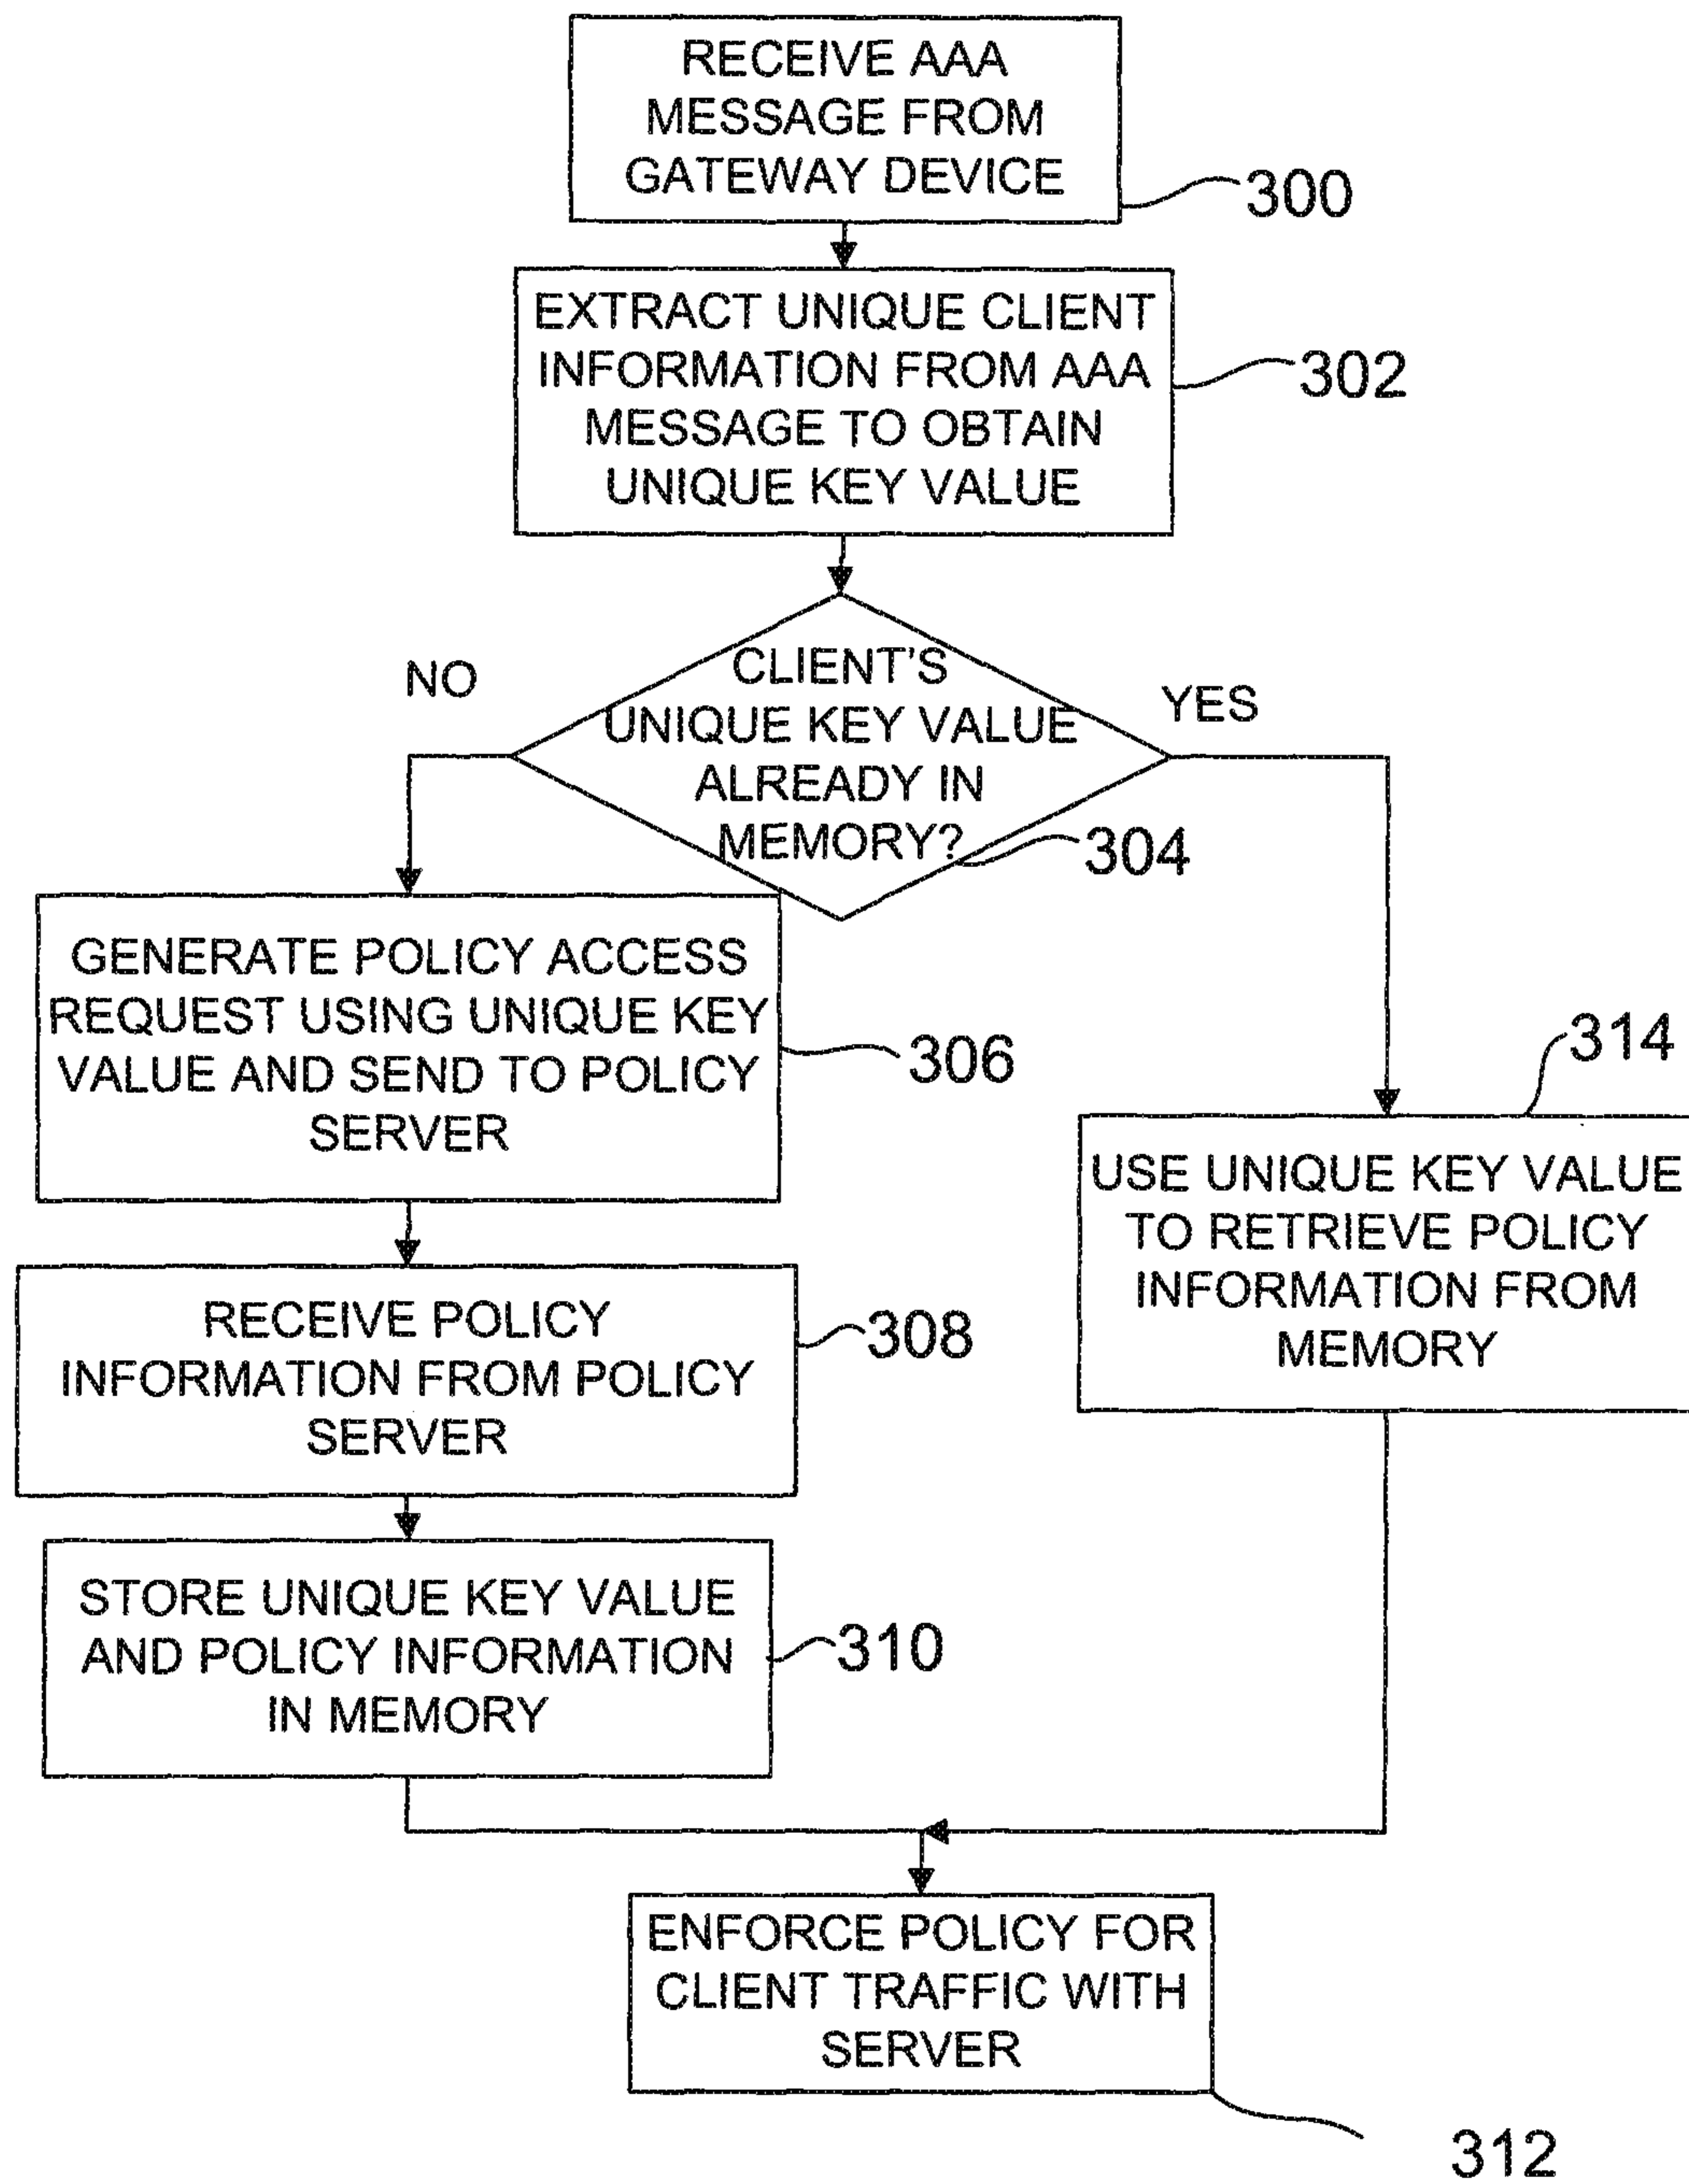 RECEIVE AAA
MESSAGE FROM
GATEWAY DEVICE
300
EXTRACT UNIQUE CLIENT
INFORMATION FROM AAA
MESSAGE TO OBTAIN
UNIQUE KEY VALUE
302
CLIENT'S
UNIQUE KEY VALUE
ALREADY IN
MEMORY?
304
NO
YES
GENERATE POLICY ACCESS
REQUEST USING UNIQUE KEY
VALUE AND SEND TO POLICY
SERVER
306
RECEIVE POLICY
INFORMATION FROM POLICY
SERVER
308
STORE UNIQUE KEY VALUE
AND POLICY INFORMATION
IN MEMORY
310
314
USE UNIQUE KEY VALUE
TO RETRIEVE POLICY
INFORMATION FROM
MEMORY
ENFORCE POLICY FOR
CLIENT TRAFFIC WITH
SERVER
312